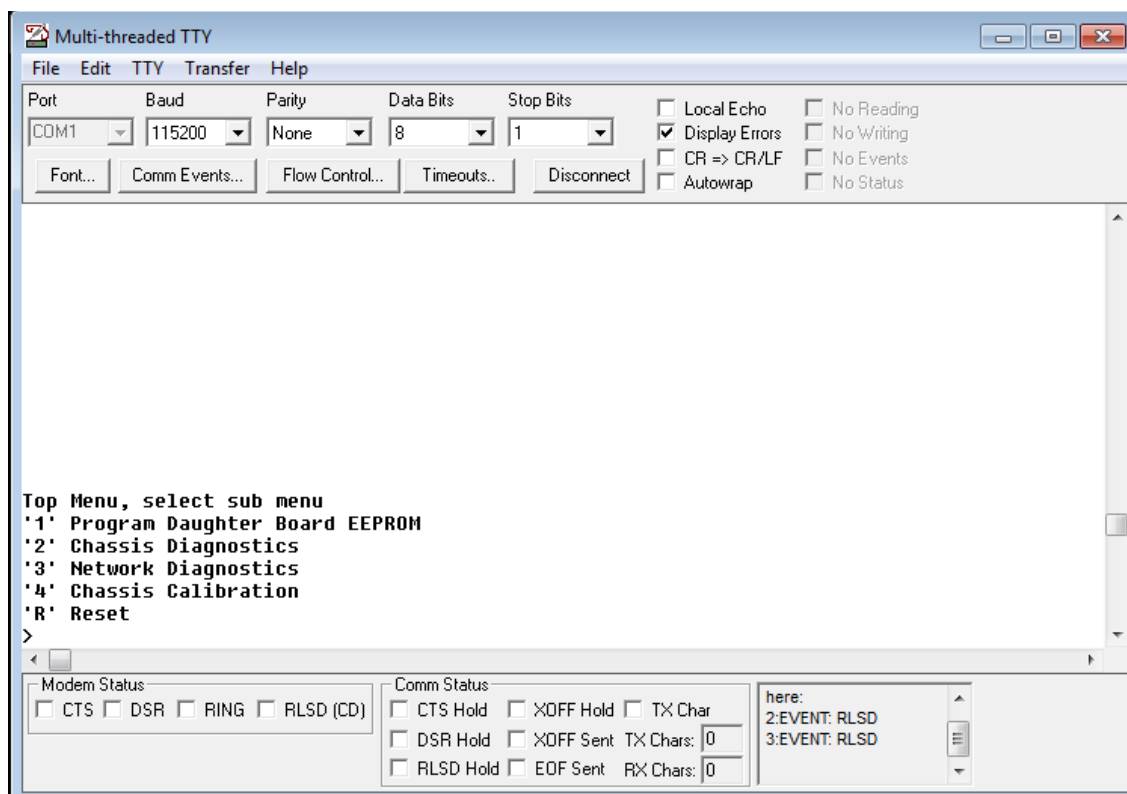 Multi-threaded TTY
File Edit TTY Transfer Help
Port Baud Parity Data Bits Stop Bits
COM1 115200 None 8 1
Font... Comm Events... Flow Control... Timeouts.. Disconnect
Local Echo No Reading
Display Errors No Writing
CR => CR/LF No Events
Autowrap No Status
Top Menu, select sub menu
'1' Program Daughter Board EEPROM
'2' Chassis Diagnostics
'3' Network Diagnostics
'4' Chassis Calibration
'R' Reset
>
Modem Status
CTS DSR RING RLSD (CD)
Comm Status
CTS Hold XOFF Hold TX Char
DSR Hold XOFF Sent TX Chars: 0
RLSD Hold EOF Sent RX Chars: 0
here:
2:EVENT: RLSD
3:EVENT: RLSD